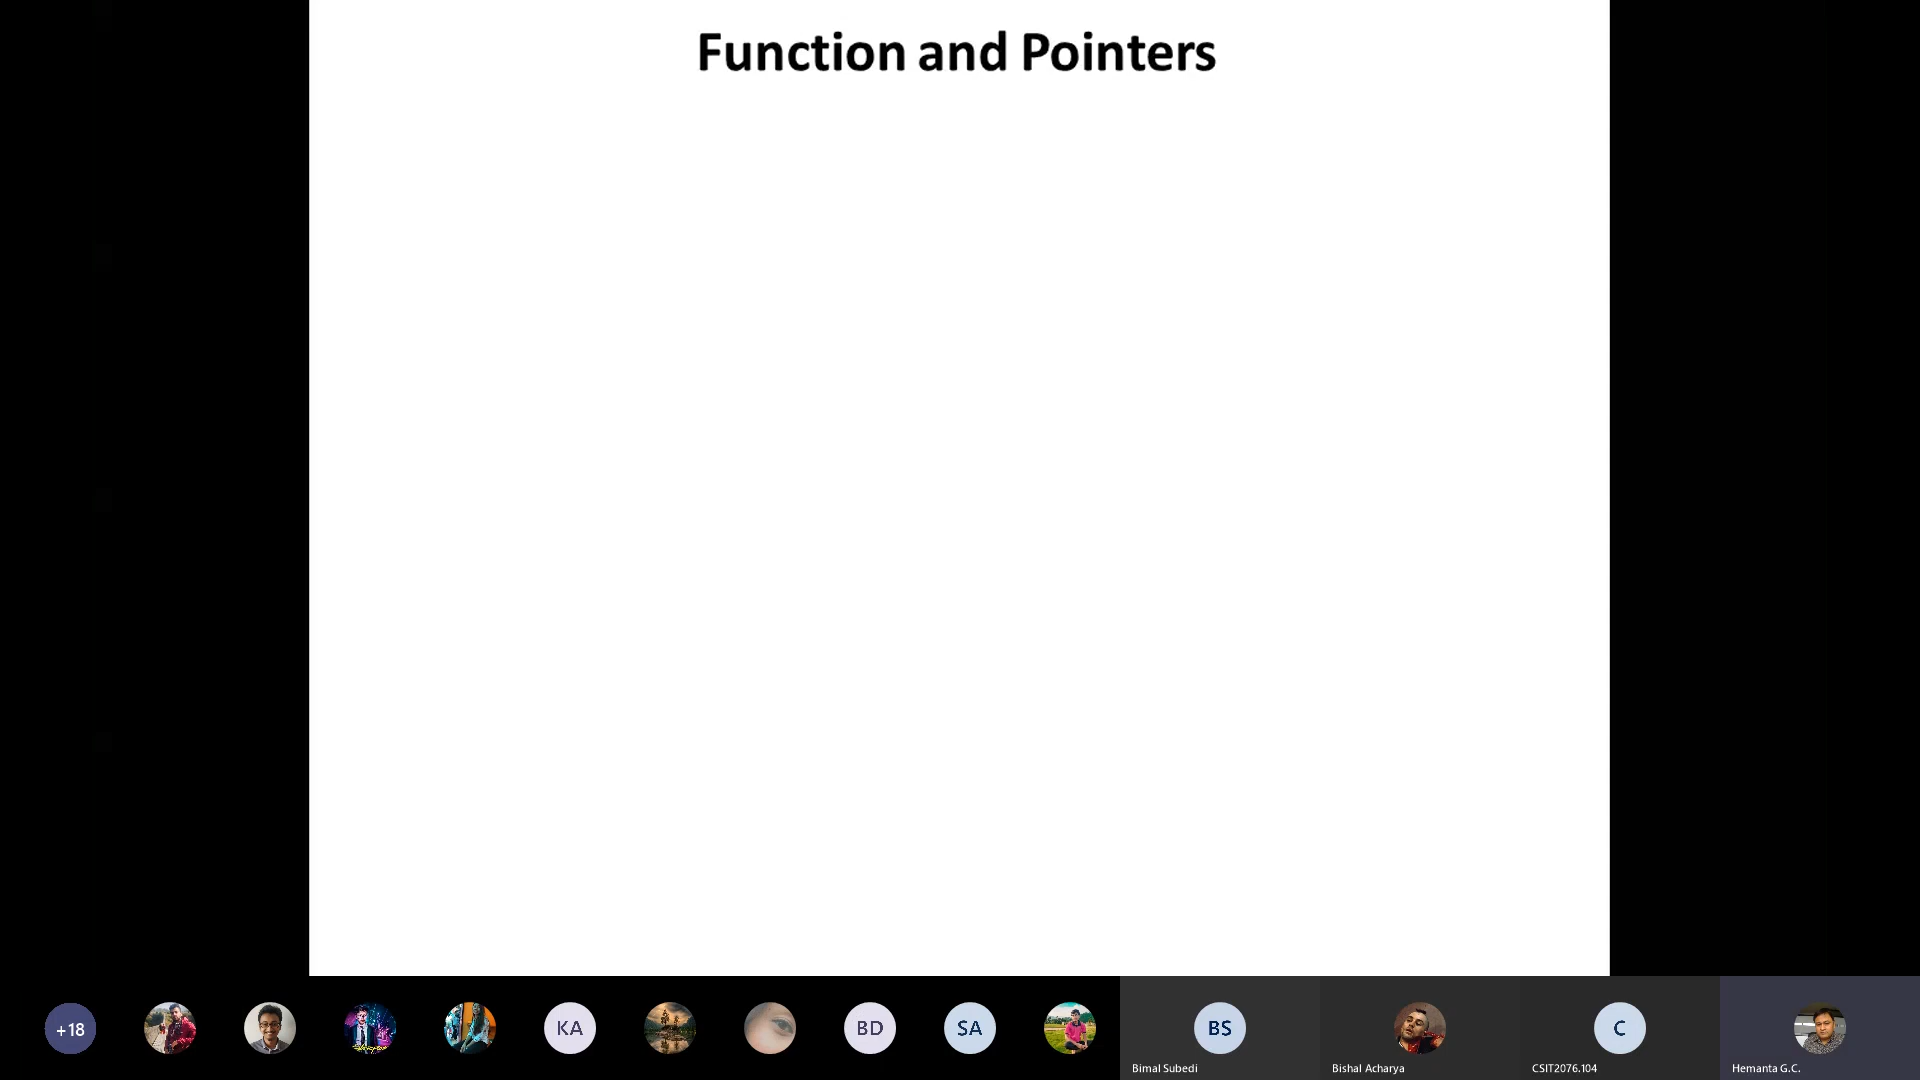 Function and Pointers
+18
KA
BD
SA
BS
C
Bimal Subedi
Bishal Acharya
CSIT2076.104
Hemanta G.C.